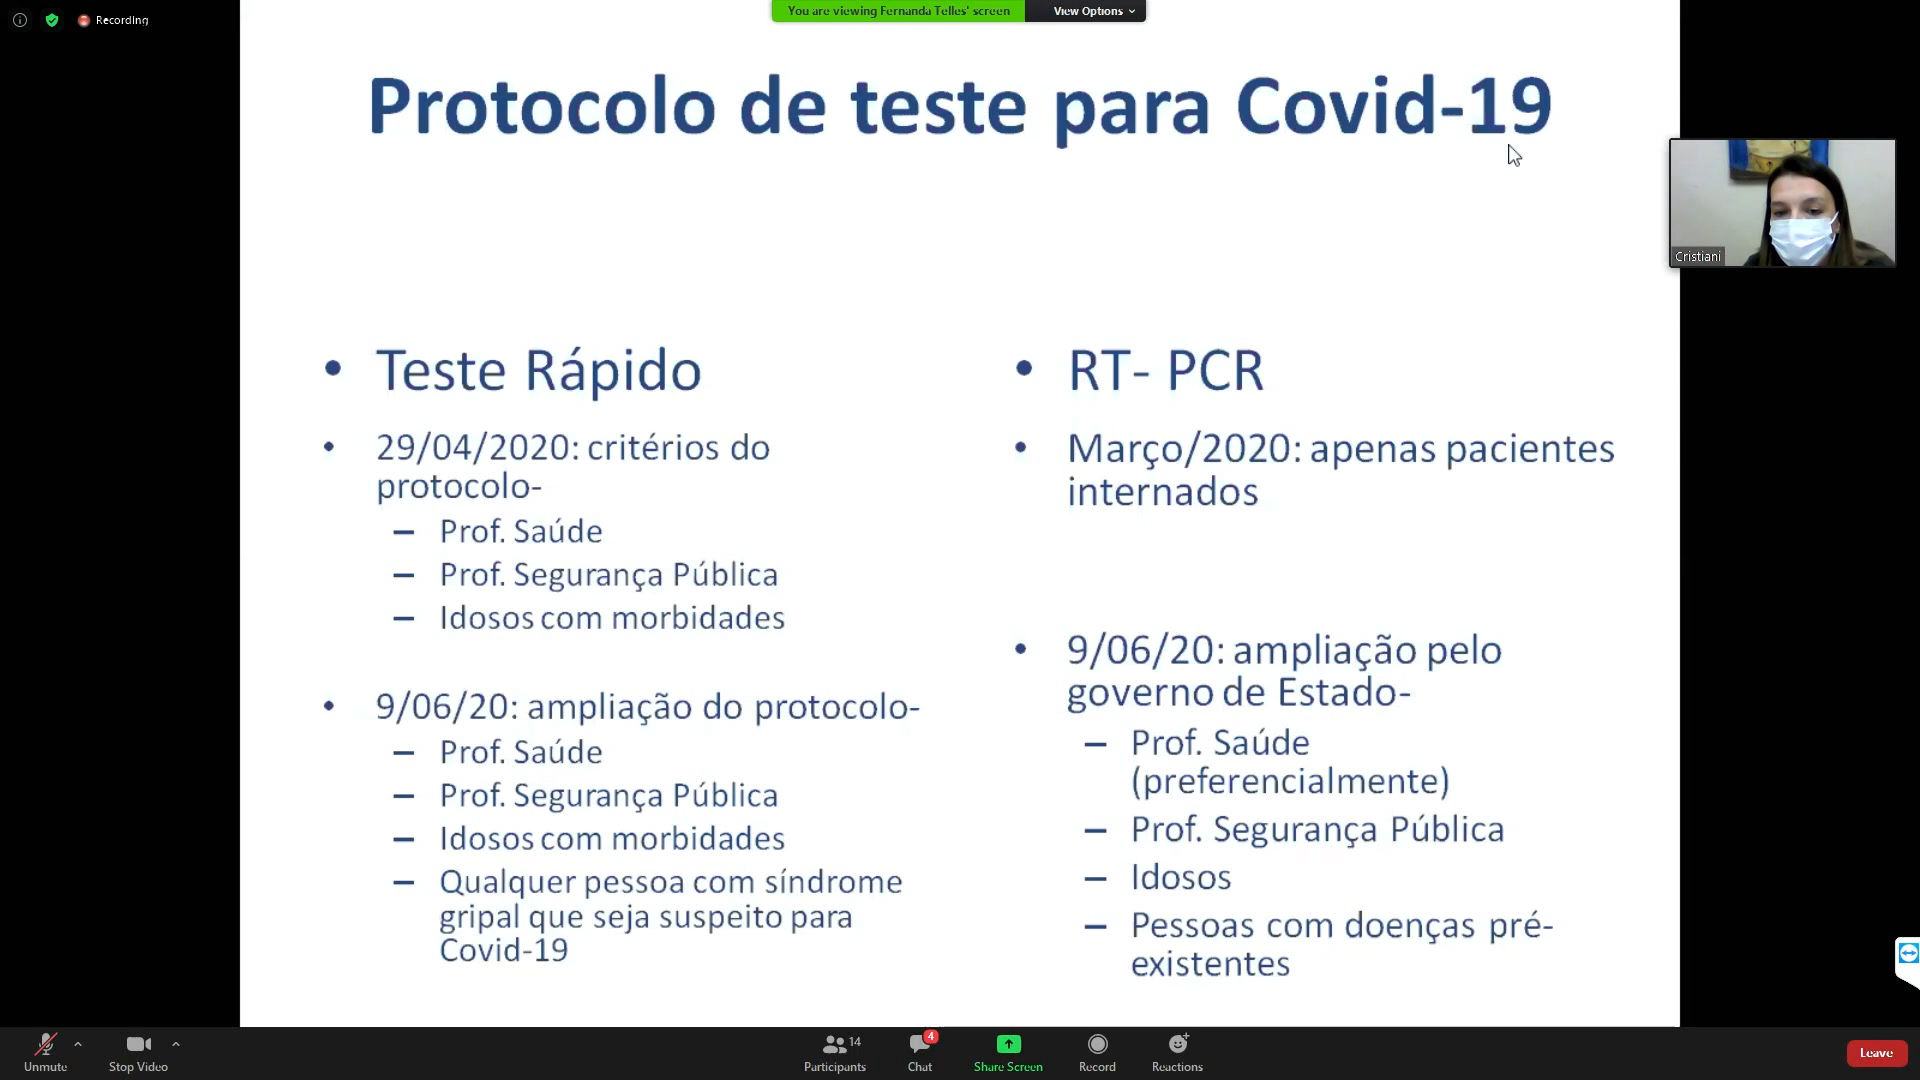 Recording
You are viewing Fernanda Telles' screen
View Options
Protocolo de teste para Covid-19
Cristiani
• Teste Rápido
• 29/04/2020: critérios do
protocolo-
– Prof. Saúde
– Prof. Segurança Pública
– Idosos com morbidades
• 9/06/20: ampliação do protocolo-
– Prof. Saúde
– Prof. Segurança Pública
– Idosos com morbidades
– Qualquer pessoa com síndrome
gripal que seja suspeito para
Covid-19
• RT- PCR
• Março/2020: apenas pacientes
internados
• 9/06/20: ampliação pelo
governo de Estado-
– Prof. Saúde
(preferencialmente)
– Prof. Segurança Pública
– Idosos
– Pessoas com doenças pré-
existentes
Unmute
Stop Video
14
Participants
4
Chat
Share Screen
Record
Reactions
Leave